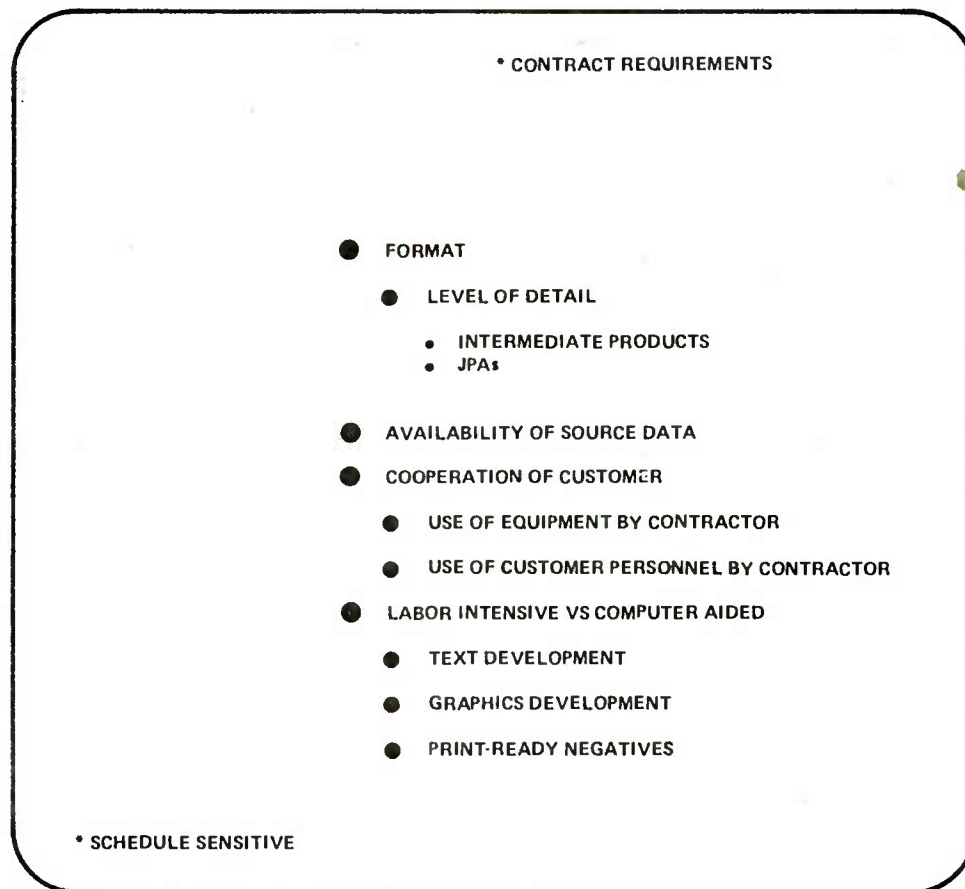 * CONTRACT REQUIREMENTS
● FORMAT
● LEVEL OF DETAIL
● INTERMEDIATE PRODUCTS
● JPAs
● AVAILABILITY OF SOURCE DATA
● COOPERATION OF CUSTOMER
● USE OF EQUIPMENT BY CONTRACTOR
● USE OF CUSTOMER PERSONNEL BY CONTRACTOR
● LABOR INTENSIVE VS COMPUTER AIDED
● TEXT DEVELOPMENT
● GRAPHICS DEVELOPMENT
● PRINT-READY NEGATIVES
* SCHEDULE SENSITIVE